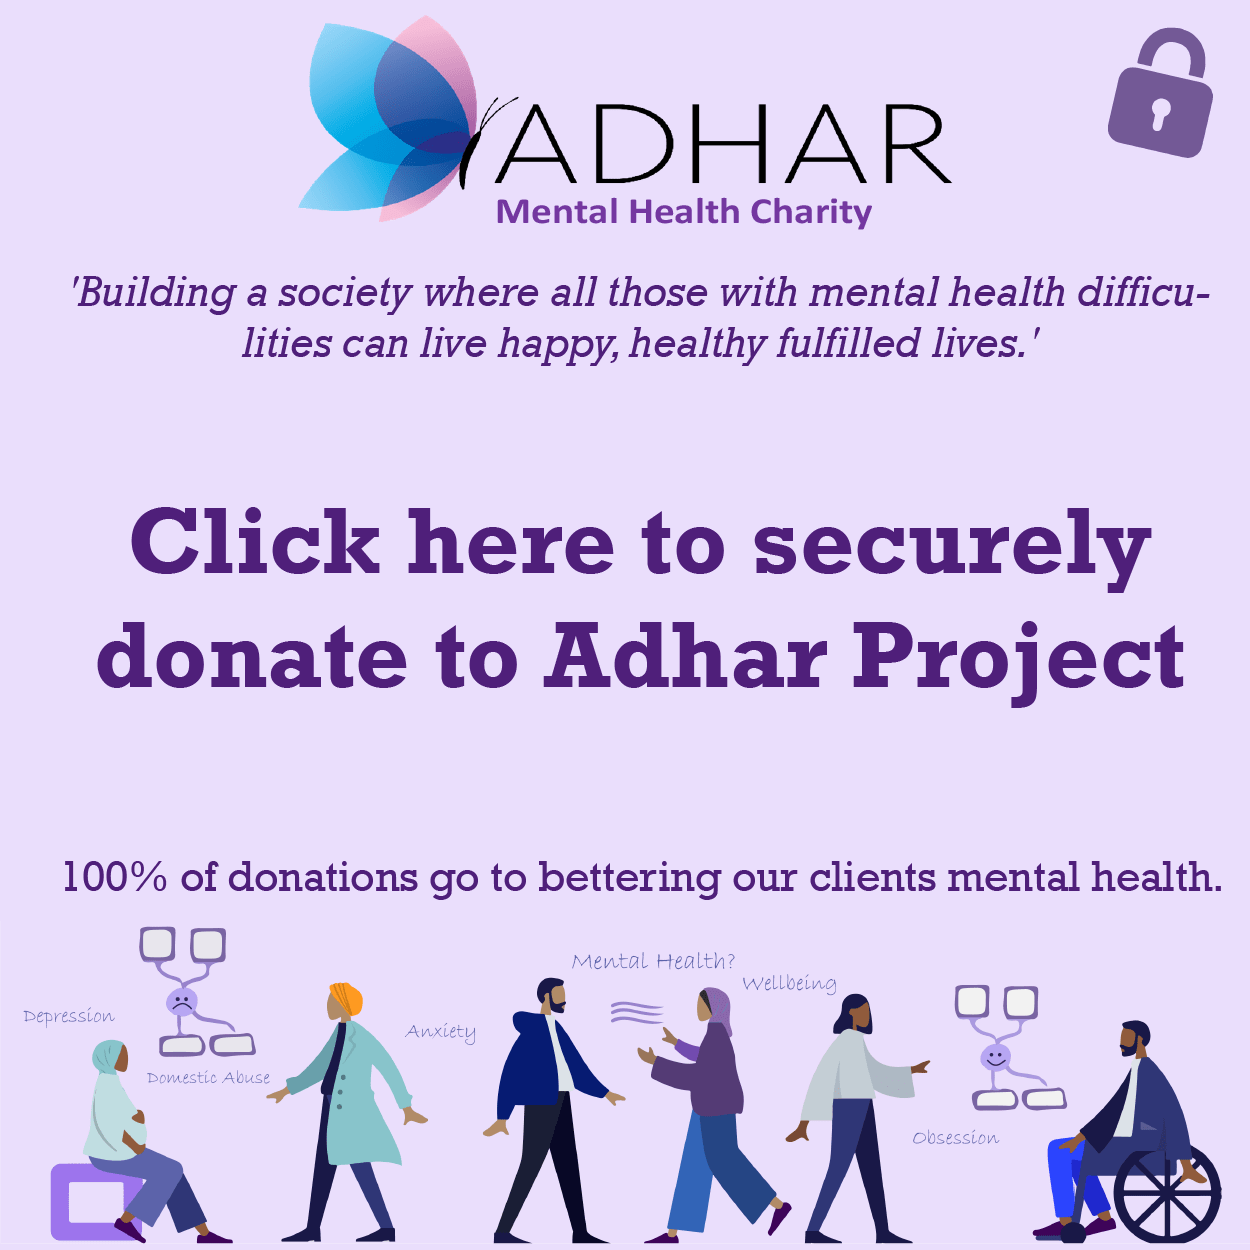 ADHAR
Mental Health Charity
'Building a society where all those with mental health difficu-
lities can live happy, healthy fulfilled lives.'
Click here to securely
donate to Adhar Project
100% of donations go to bettering our clients mental health.
Mental Health?
Wellbeing
Depression
Anxiety
Domestic Abuse
Obsession